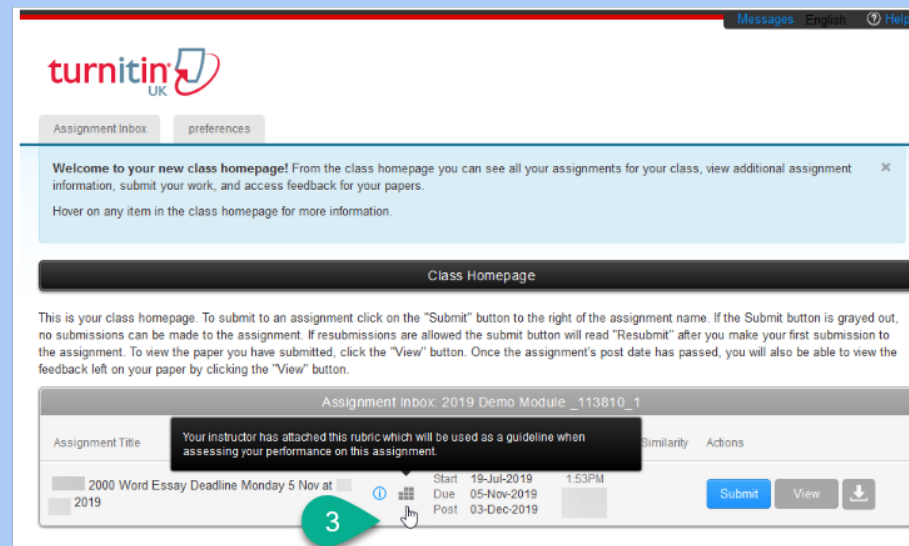 Messages English ? Help
turnitin
UK
Assignment Inbox preferences
Welcome to your new class homepage! From the class homepage you can see all your assignments for your class, view additional assignment
information, submit your work, and access feedback for your papers.
Hover on any item in the class homepage for more information.
Class Homepage
This is your class homepage. To submit to an assignment click on the "Submit" button to the right of the assignment name. If the Submit button is grayed out,
no submissions can be made to the assignment. If resubmissions are allowed the submit button will read "Resubmit" after you make your first submission to
the assignment. To view the paper you have submitted, click the "View" button. Once the assignment's post date has passed, you will also be able to view the
feedback left on your paper by clicking the "View" button.
Assignment Inbox: 2019 Demo Module _113810_1
Assignment Title Similarity Actions
Your instructor has attached this rubric which will be used as a guideline when
assessing your performance on this assignment.
2000 Word Essay Deadline Monday 5 Nov at
2019
Start 19-Jul-2019 1:53PM
Due 05-Nov-2019
Post 03-Dec-2019
Submit View
3